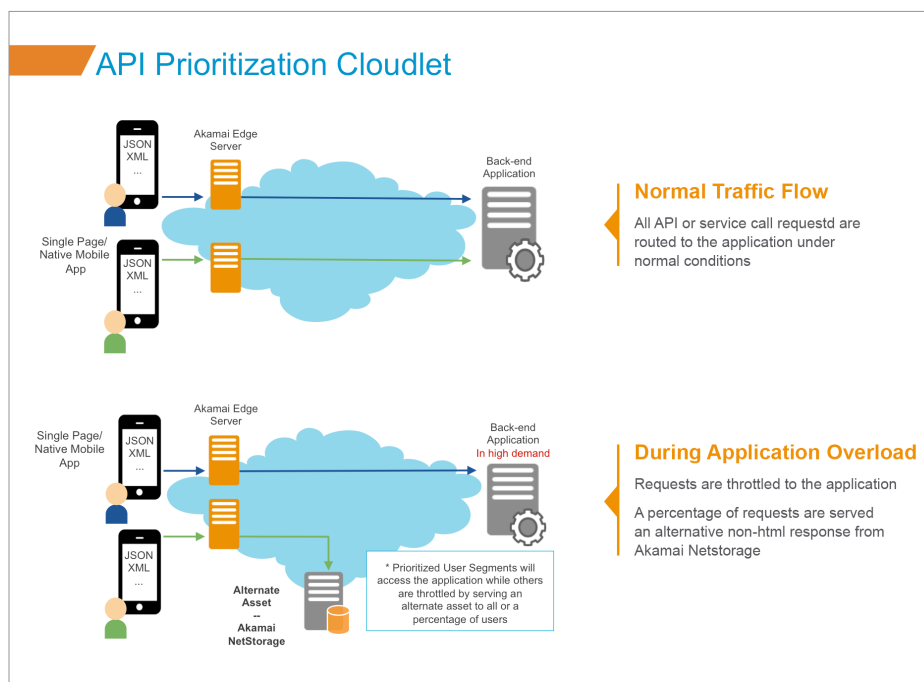 API Prioritization Cloudlet
JSON
XML
...
Akamai Edge
Server
Back-end
Application
Single Page/
Native Mobile
App
JSON
XML
...
Normal Traffic Flow
All API or service call requestd are
routed to the application under
normal conditions
Single Page/
Native Mobile
App
JSON
XML
...
Akamai Edge
Server
Back-end
Application
In high demand
JSON
XML
...
Alternate
Asset
--
Akamai
NetStorage
* Prioritized User Segments will
access the application while others
are throttled by serving an
alternate asset to all or a
percentage of users
During Application Overload
Requests are throttled to the application
A percentage of requests are served
an alternative non-html response from
Akamai Netstorage